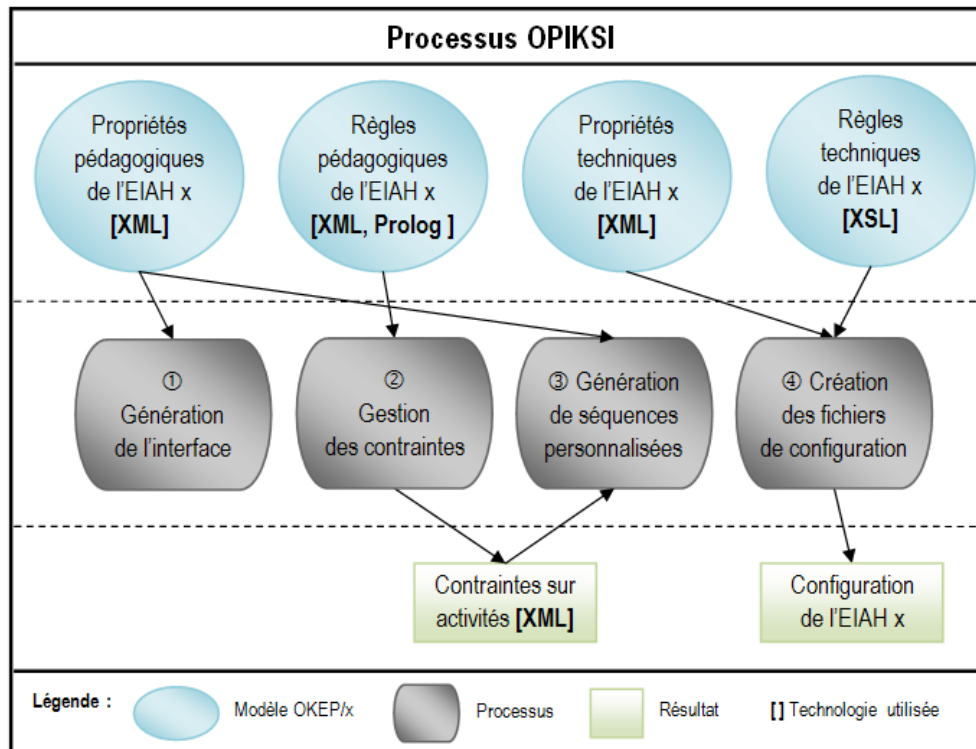 Processus OPIKSI
Propriétés
pédagogiques
de l'EIAH x
[XML]
Règles
pédagogiques
de l'EIAH x
[XML, Prolog ]
Propriétés
techniques
de l'EIAH x
[XML]
Règles
techniques
de l'EIAH x
[XSL]
①
Génération
de l'interface
②
Gestion
des contraintes
③ Génération
de séquences
personnalisées
④ Création
des fichiers
de configuration
Contraintes sur
activités [XML]
Configuration
de l'EIAH x
Légende :
Modèle OKEP/x
Processus
Résultat
[ ] Technologie utilisée